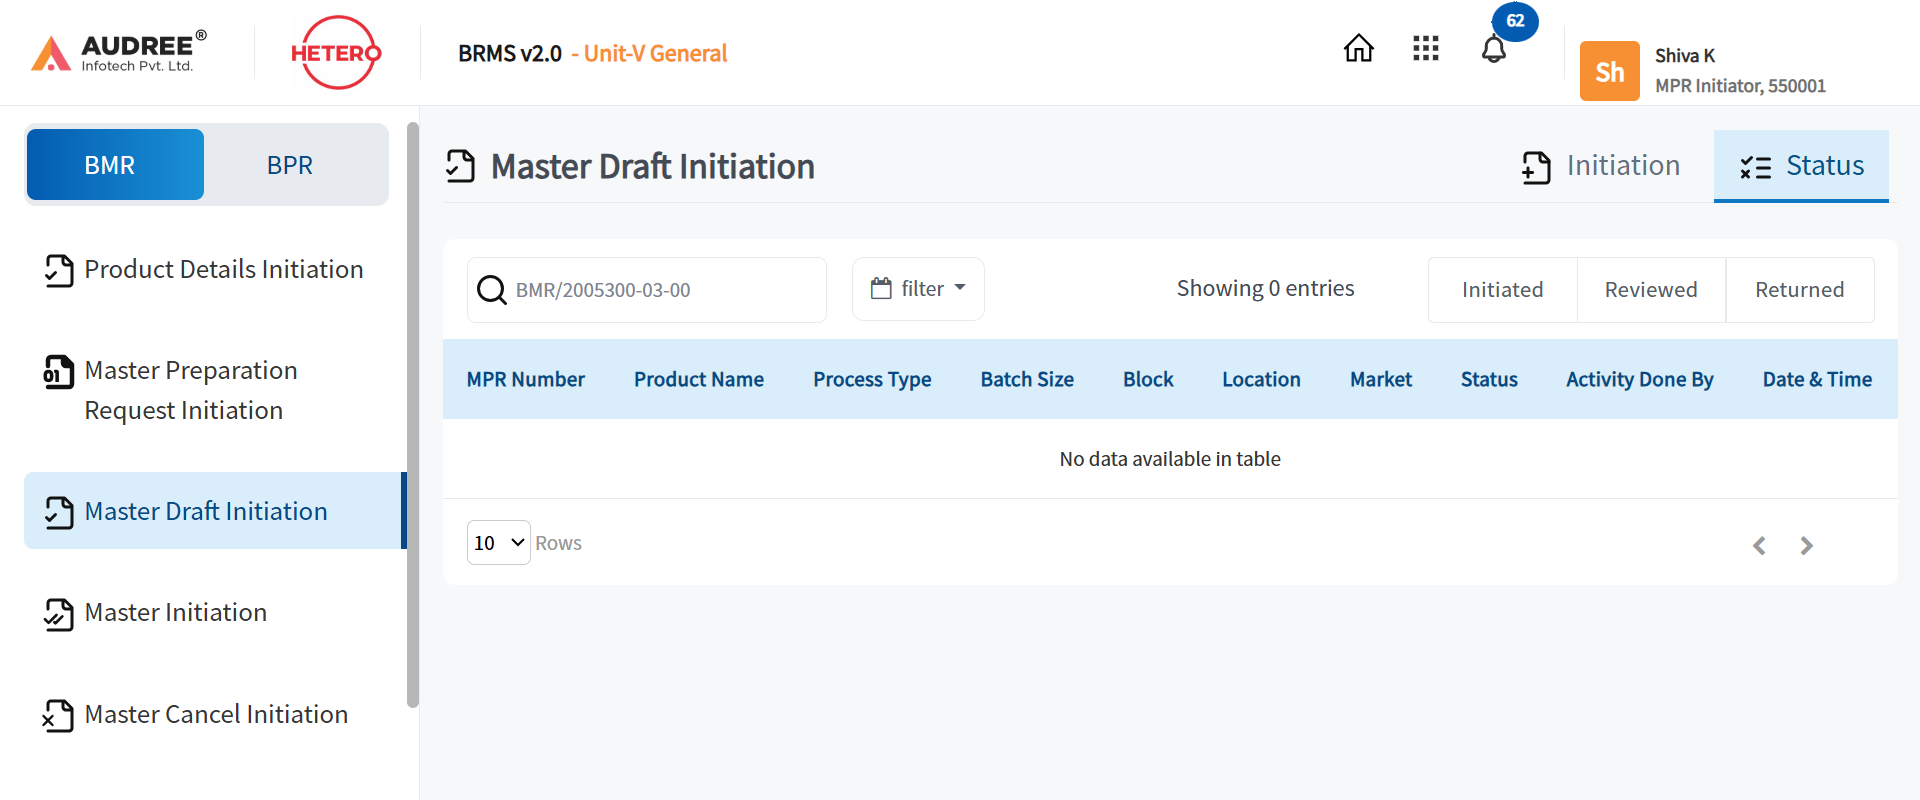 AUDREE®
Infotech Pvt. Ltd.
HETERO
BRMS v2.0 - Unit-V General
62
Sh
Shiva K
MPR Initiator, 550001
BMR
BPR
Product Details Initiation
01
Master Preparation
Request Initiation
Master Draft Initiation
Master Initiation
Master Cancel Initiation
Master Draft Initiation
Initiation
Status
BMR/2005300-03-00
filter
Showing 0 entries
Initiated
Reviewed
Returned
MPR Number Product Name Process Type Batch Size Block Location Market Status Activity Done By Date & Time
No data available in table
10 Rows